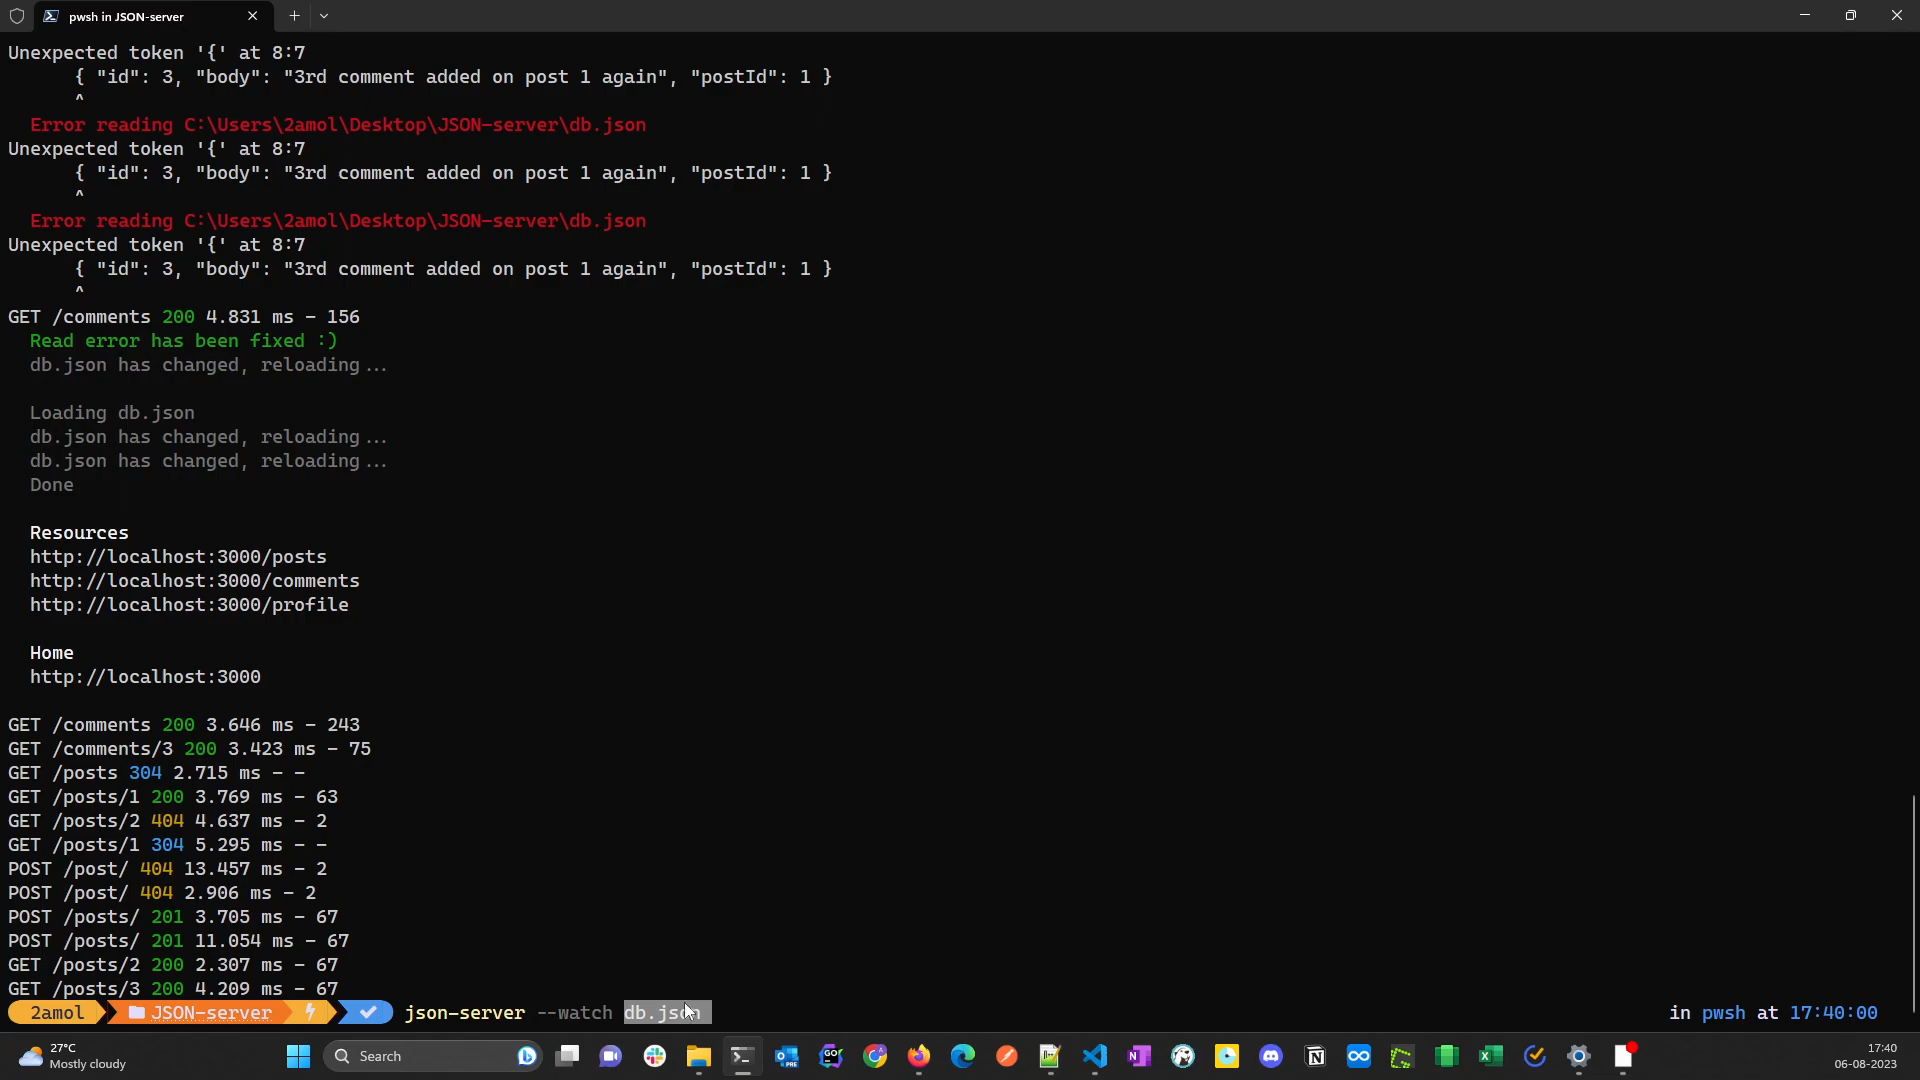 pwsh in JSON-server
Unexpected token '{' at 8:7
{ "id": 3, "body": "3rd comment added on post 1 again", "postId": 1 }
^
Error reading C:\Users\2amol\Desktop\JSON-server\db.json
Unexpected token '{' at 8:7
{ "id": 3, "body": "3rd comment added on post 1 again", "postId": 1 }
^
Error reading C:\Users\2amol\Desktop\JSON-server\db.json
Unexpected token '{' at 8:7
{ "id": 3, "body": "3rd comment added on post 1 again", "postId": 1 }
^
GET /comments 200 4.831 ms - 156
Read error has been fixed :)
db.json has changed, reloading...
Loading db.json
db.json has changed, reloading...
db.json has changed, reloading...
Done
Resources
http://localhost:3000/posts
http://localhost:3000/comments
http://localhost:3000/profile
Home
http://localhost:3000
GET /comments 200 3.646 ms - 243
GET /comments/3 200 3.423 ms - 75
GET /posts 304 2.715 ms - -
GET /posts/1 200 3.769 ms - 63
GET /posts/2 404 4.637 ms - 2
GET /posts/1 304 5.295 ms - -
POST /post/ 404 13.457 ms - 2
POST /post/ 404 2.906 ms - 2
POST /posts/ 201 3.705 ms - 67
POST /posts/ 201 11.054 ms - 67
GET /posts/2 200 2.307 ms - 67
GET /posts/3 200 4.209 ms - 67
2amol JSON-server json-server --watch db.json in pwsh at 17:40:00
27°C
Mostly cloudy
Search
17:40
06-08-2023